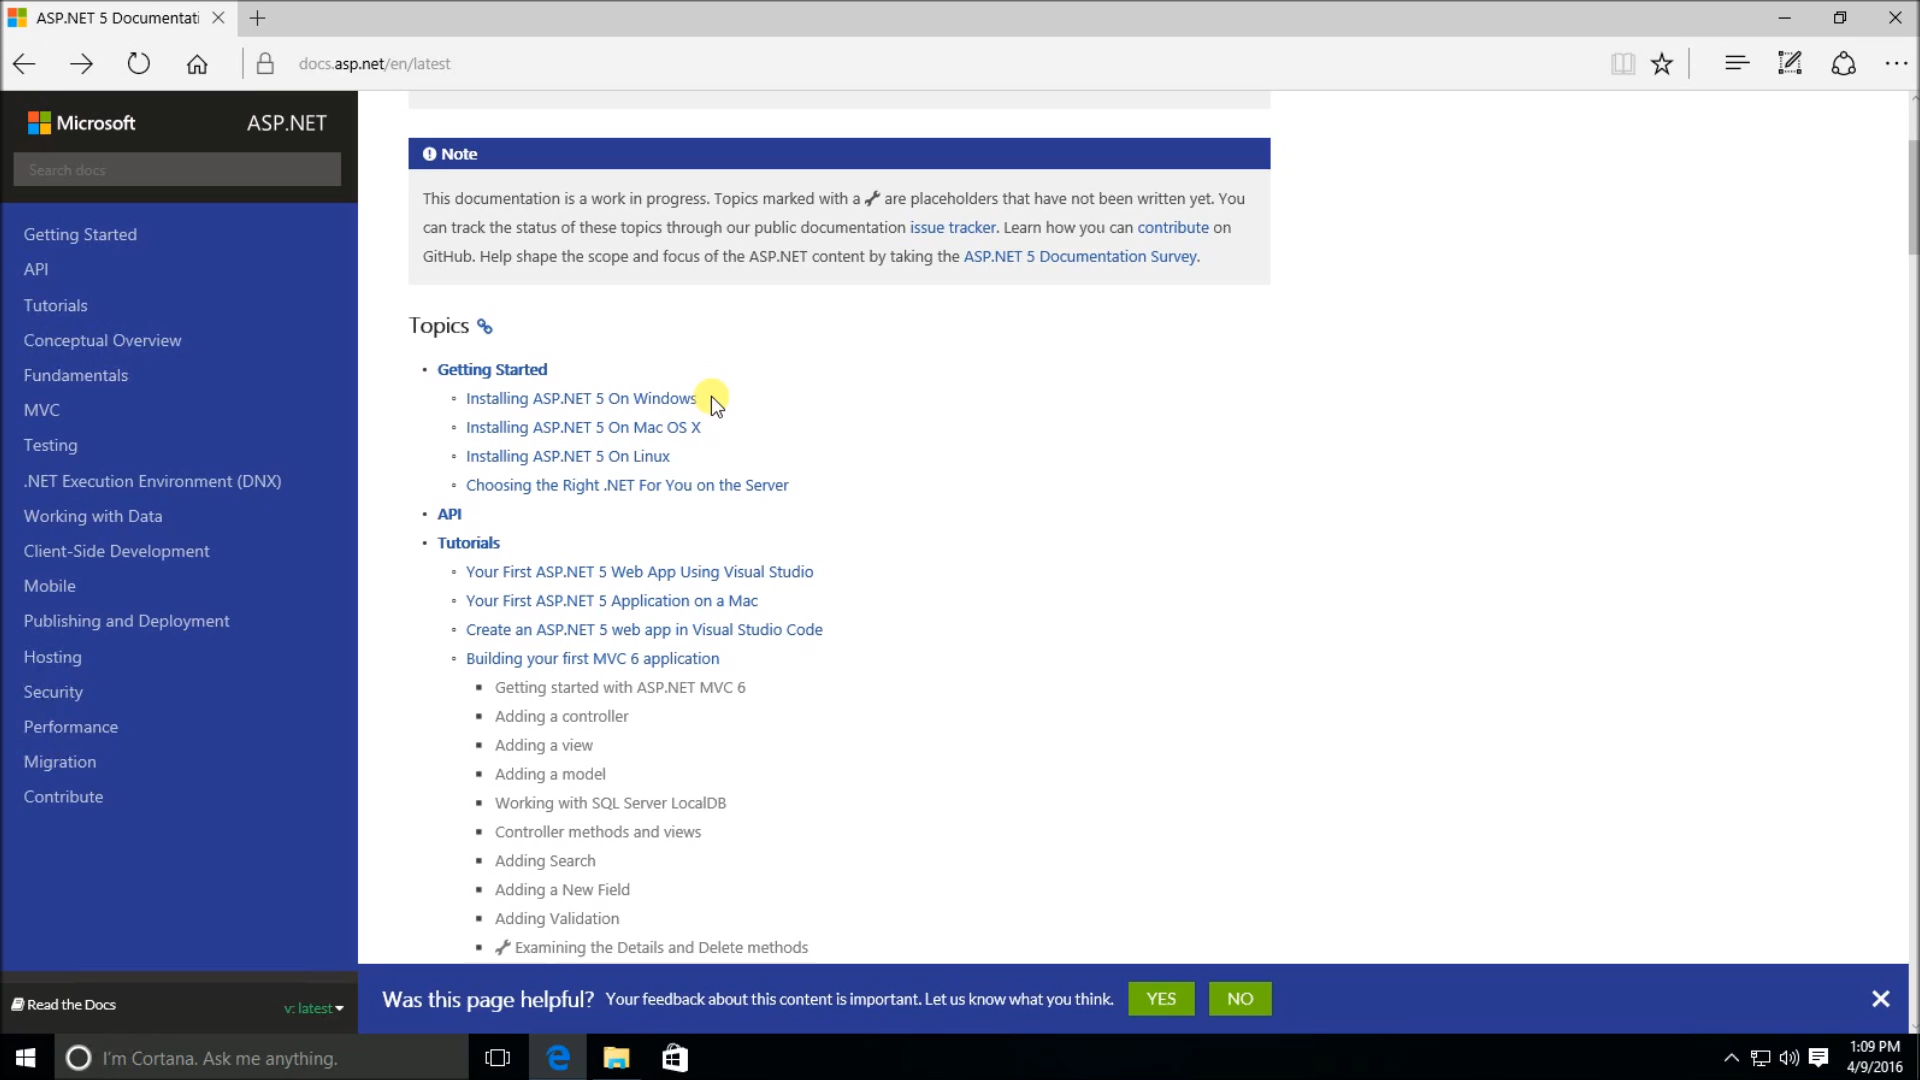 ASP.NET 5 Documentati
docs.asp.net/en/latest
Microsoft ASP.NET
Search docs
Getting Started
API
Tutorials
Conceptual Overview
Fundamentals
MVC
Testing
.NET Execution Environment (DNX)
Working with Data
Client-Side Development
Mobile
Publishing and Deployment
Hosting
Security
Performance
Migration
Contribute
Read the Docs
v: latest
Note
This documentation is a work in progress. Topics marked with a are placeholders that have not been written yet. You
can track the status of these topics through our public documentation issue tracker. Learn how you can contribute on
GitHub. Help shape the scope and focus of the ASP.NET content by taking the ASP.NET 5 Documentation Survey.
Topics
Getting Started
Installing ASP.NET 5 On Windows
Installing ASP.NET 5 On Mac OS X
Installing ASP.NET 5 On Linux
Choosing the Right .NET For You on the Server
API
Tutorials
Your First ASP.NET 5 Web App Using Visual Studio
Your First ASP.NET 5 Application on a Mac
Create an ASP.NET 5 web app in Visual Studio Code
Building your first MVC 6 application
Getting started with ASP.NET MVC 6
Adding a controller
Adding a view
Adding a model
Working with SQL Server LocalDB
Controller methods and views
Adding Search
Adding a New Field
Adding Validation
Examining the Details and Delete methods
Was this page helpful? Your feedback about this content is important. Let us know what you think. YES NO
I'm Cortana. Ask me anything.
1:09 PM
4/9/2016